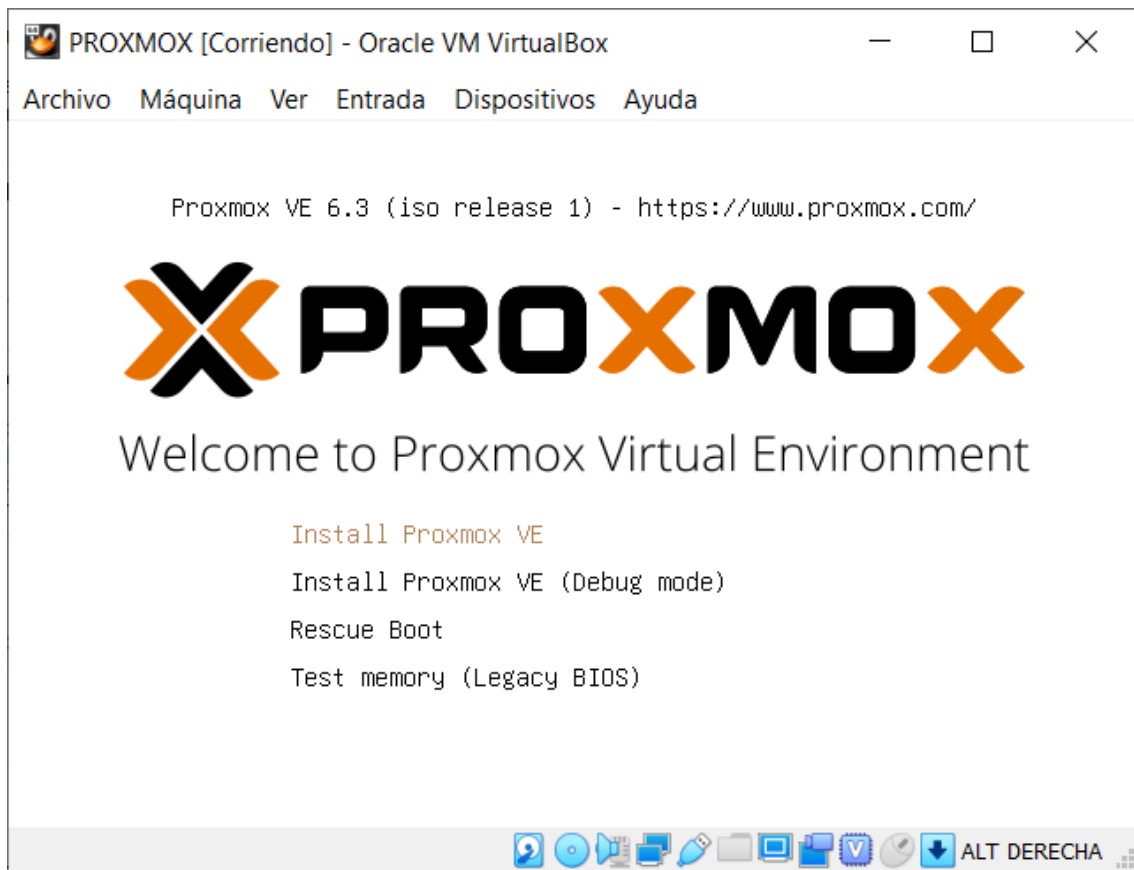 PROXMOX [Corriendo] - Oracle VM VirtualBox
Archivo Máquina Ver Entrada Dispositivos Ayuda
Proxmox VE 6.3 (iso release 1) - https://www.proxmox.com/
PROXMOX
Welcome to Proxmox Virtual Environment
Install Proxmox VE
Install Proxmox VE (Debug mode)
Rescue Boot
Test memory (Legacy BIOS)
ALT DERECHA